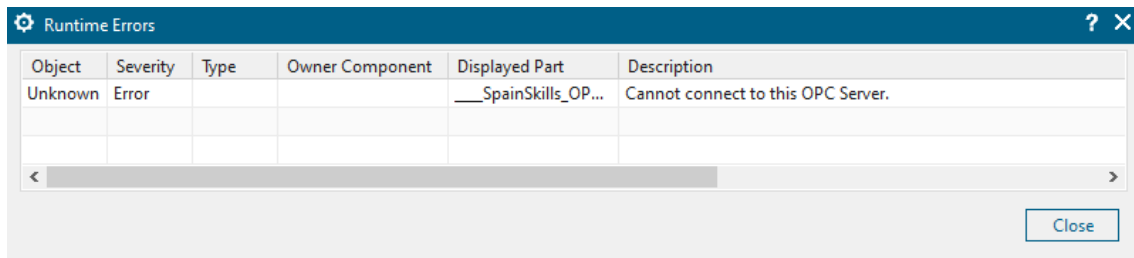 Runtime Errors ? ×
Object Severity Type Owner Component Displayed Part Description
Unknown Error ___SpainSkills_OP... Cannot connect to this OPC Server.
Close